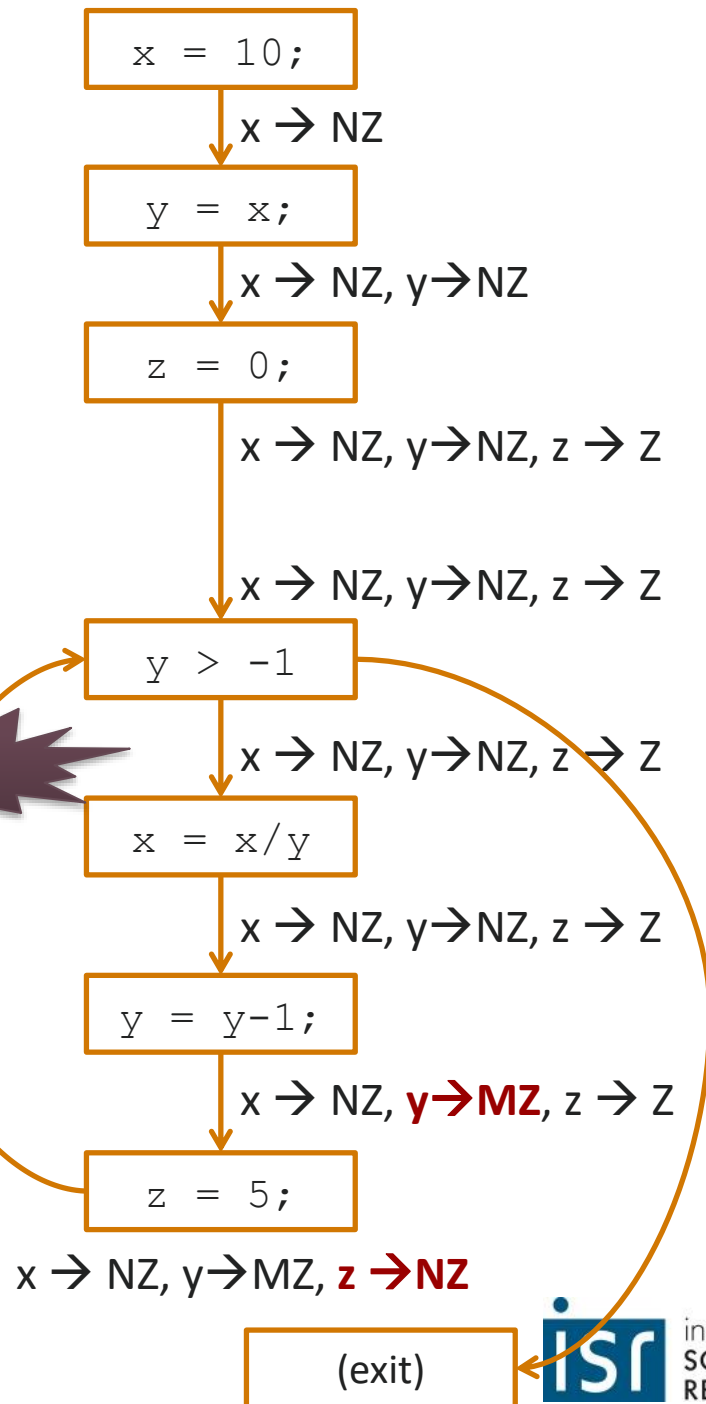 x = 10;
x → NZ
y = x;
x → NZ, y→NZ
z = 0;
x → NZ, y→NZ, z → Z
x → NZ, y→NZ, z → Z
y > -1
x → NZ, y→NZ, z → Z
x = x/y
x → NZ, y→NZ, z → Z
y = y-1;
x → NZ, y→MZ, z → Z
z = 5;
x → NZ, y→MZ, z →NZ
(exit)
isr